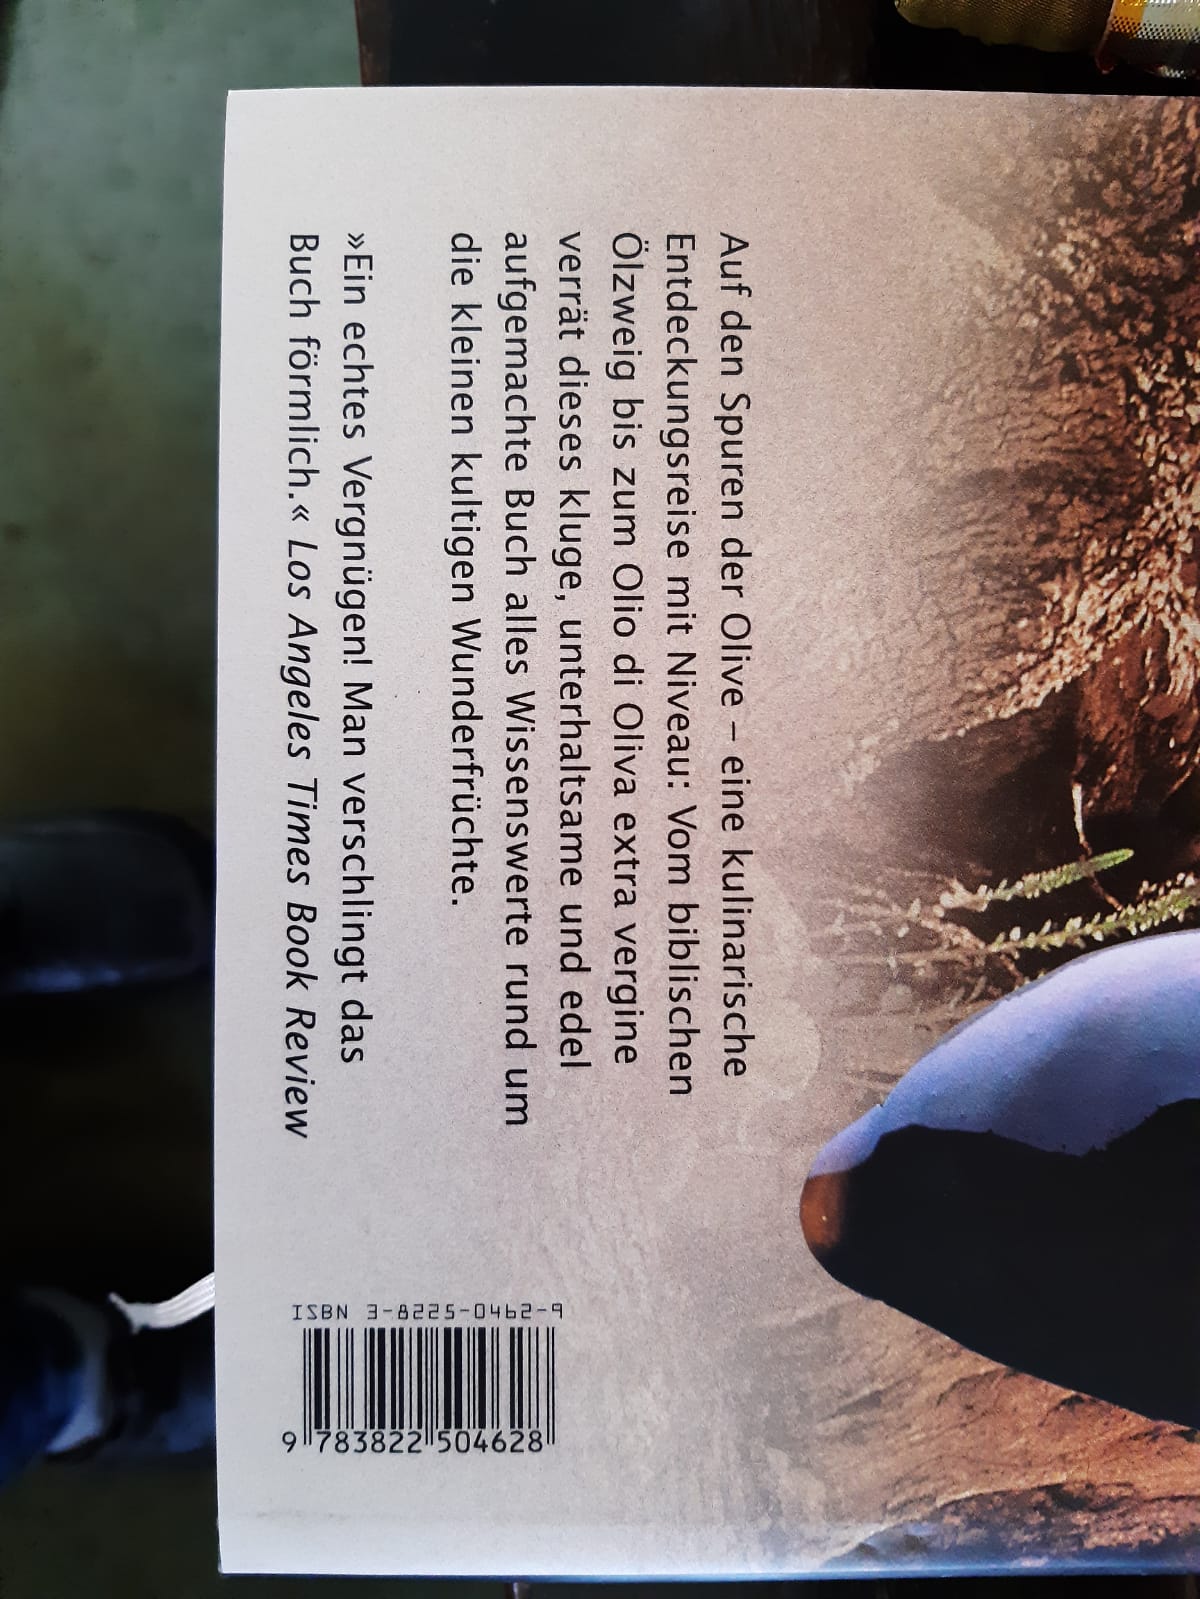 Auf den Spuren der Olive – eine kulinarische
Entdeckungsreise mit Niveau: Vom biblischen
Ölzweig bis zum Olio di Oliva extra vergine
verrät dieses kluge, unterhaltsame und edel
aufgemachte Buch alles Wissenswerte rund um
die kleinen kultigen Wunderfrüchte.
»Ein echtes Vergnügen! Man verschlingt das
Buch förmlich.« Los Angeles Times Book Review
ISBN 3-8225-0462-9
9 783822 504628